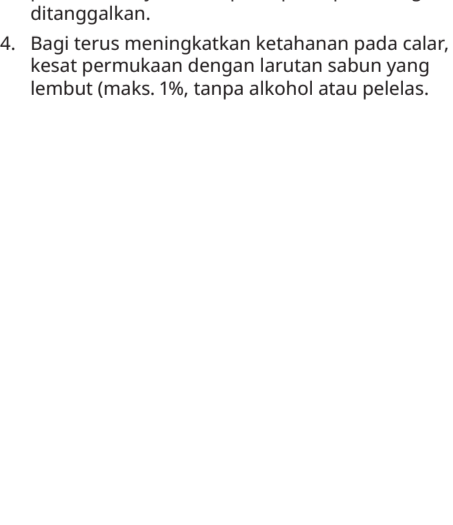 ditanggalkan.
4. Bagi terus meningkatkan ketahanan pada calar,
kesat permukaan dengan larutan sabun yang
lembut (maks. 1%, tanpa alkohol atau pelelas.